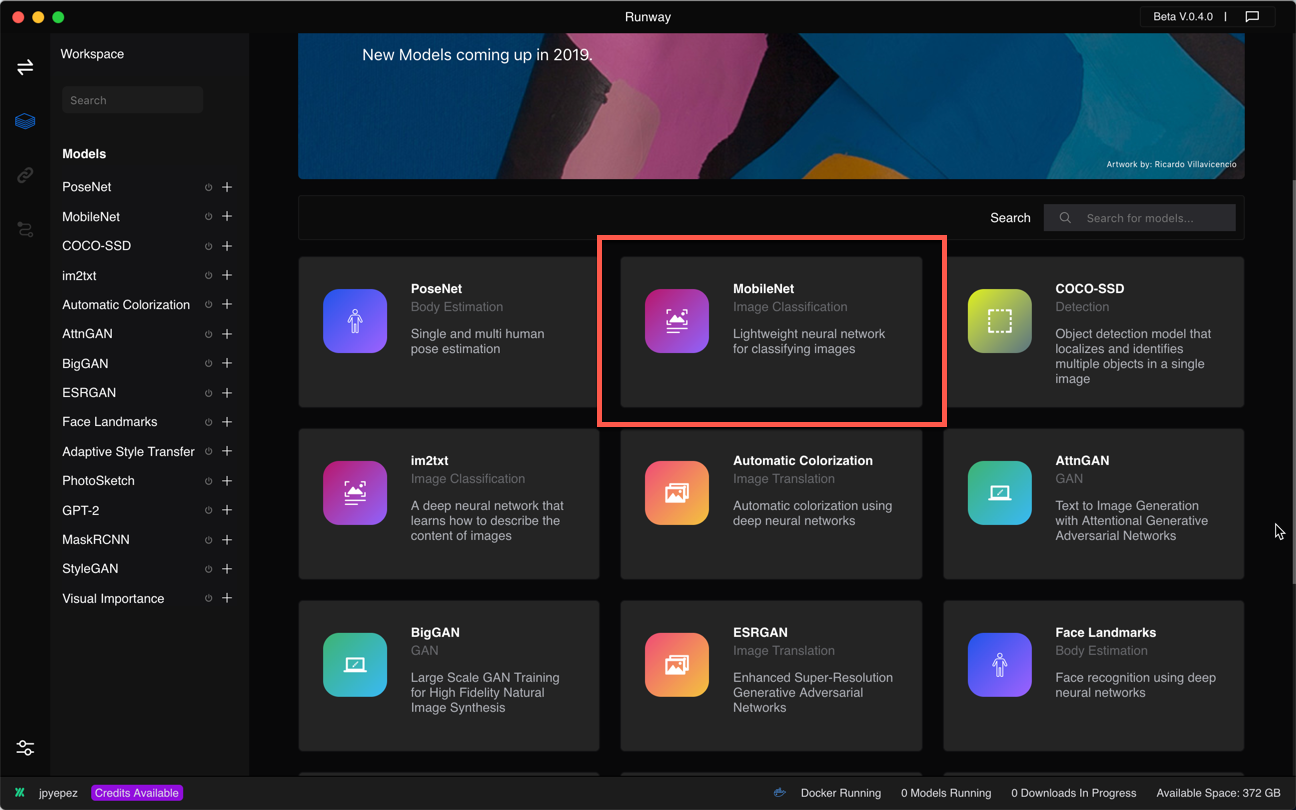 Runway
Beta V.0.4.0
Workspace
Search
Models
PoseNet
MobileNet
COCO-SSD
im2txt
Automatic Colorization
AttnGAN
BigGAN
ESRGAN
Face Landmarks
Adaptive Style Transfer
PhotoSketch
GPT-2
MaskRCNN
StyleGAN
Visual Importance
New Models coming up in 2019.
Artwork by: Ricardo Villavicencio
Search
Search for models...
PoseNet
Body Estimation
Single and multi human
pose estimation
MobileNet
Image Classification
Lightweight neural network
for classifying images
COCO-SSD
Detection
Object detection model that
localizes and identifies
multiple objects in a single
image
im2txt
Image Classification
A deep neural network that
learns how to describe the
content of images
Automatic Colorization
Image Translation
Automatic colorization using
deep neural networks
AttnGAN
GAN
Text to Image Generation
with Attentional Generative
Adversarial Networks
BigGAN
GAN
Large Scale GAN Training
for High Fidelity Natural
Image Synthesis
ESRGAN
Image Translation
Enhanced Super-Resolution
Generative Adversarial
Networks
Face Landmarks
Body Estimation
Face recognition using deep
neural networks
jpyepez
Credits Available
Docker Running
0 Models Running
0 Downloads In Progress
Available Space: 372 GB